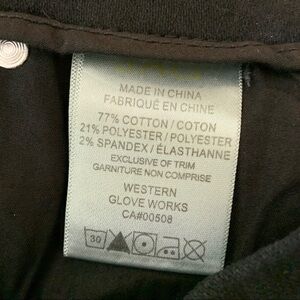 MADE IN CHINA
FABRIQUÉ EN CHINE
77% COTTON / COTON
21% POLYESTER / POLYESTER
2% SPANDEX / ÉLASTHANNE
EXCLUSIVE OF TRIM
GARNITURE NON COMPRISE
WESTERN
GLOVE WORKS
CA#00508
30